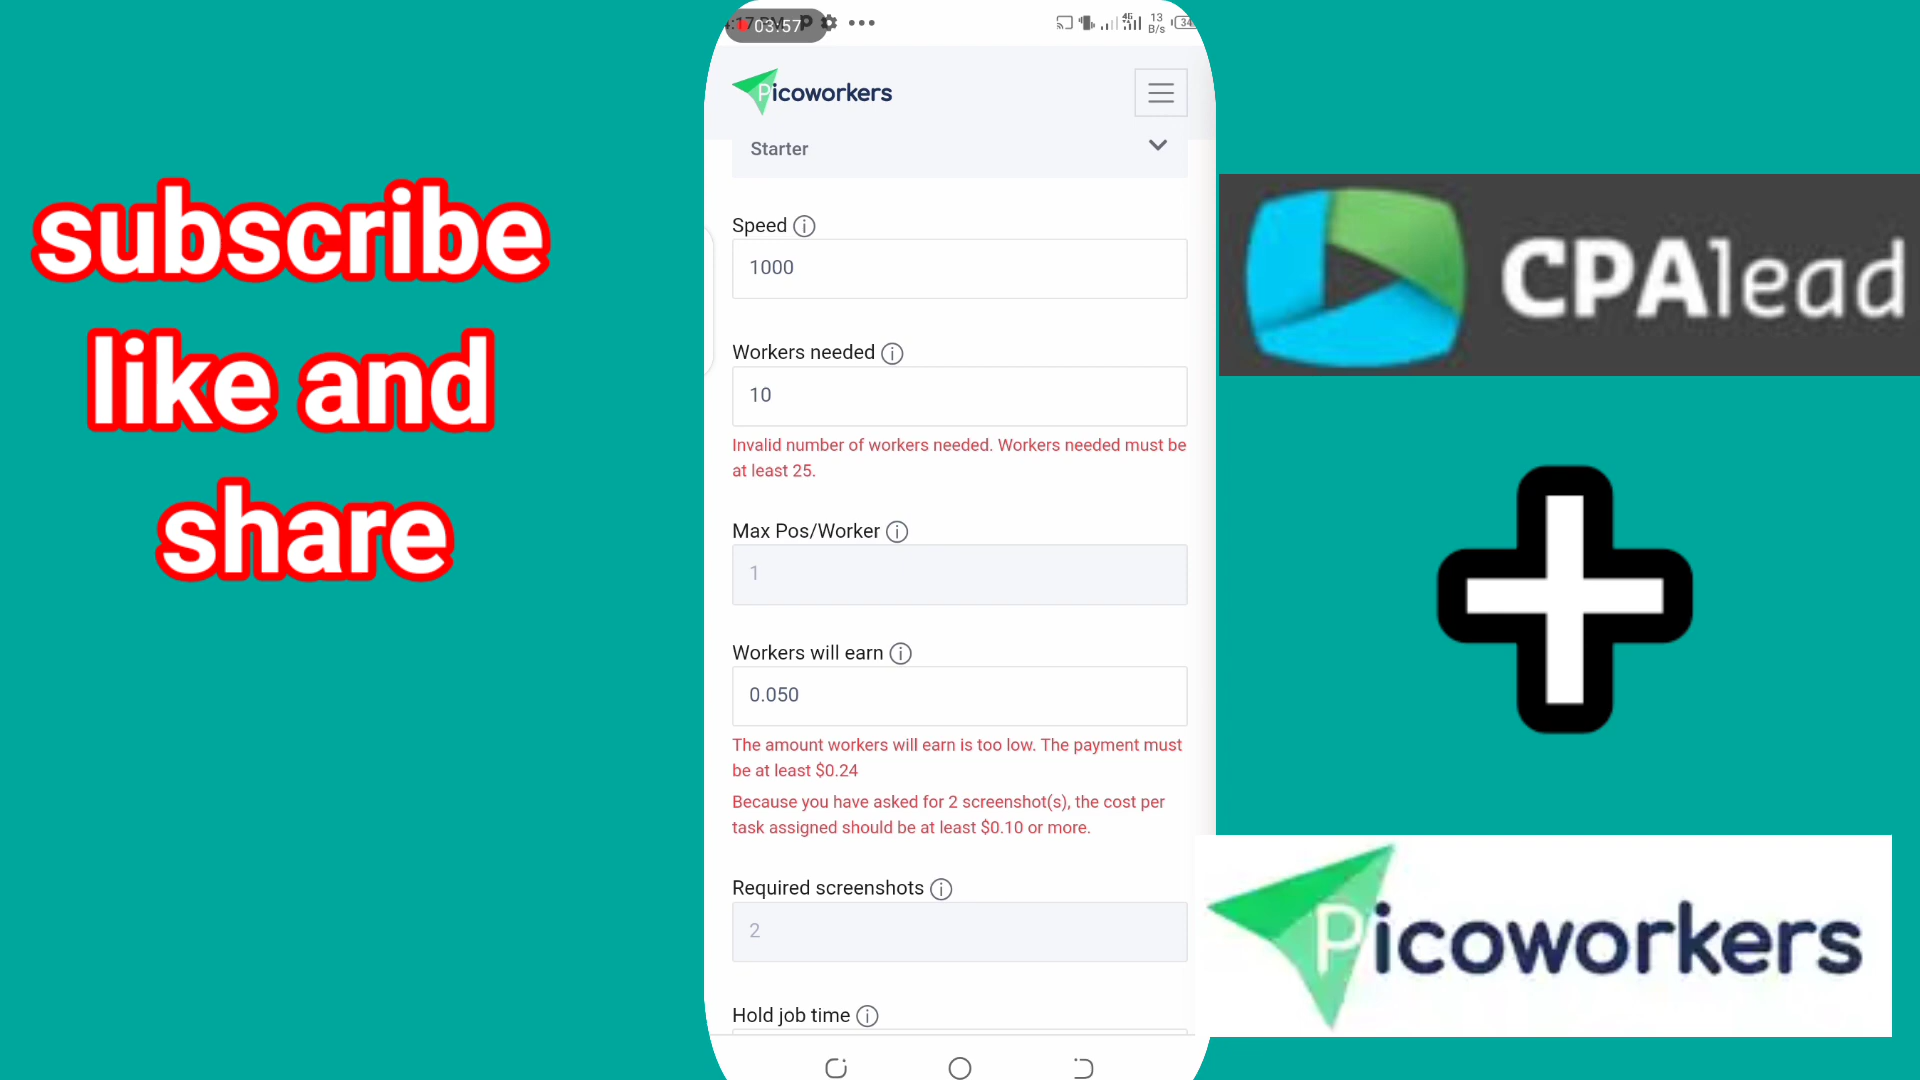 subscribe
like and
share
03:57
4G
13
B/s
34
Picoworkers
Starter
Speed
1000
Workers needed
10
Invalid number of workers needed. Workers needed must be
at least 25.
Max Pos/Worker
1
Workers will earn
0.050
The amount workers will earn is too low. The payment must
be at least $0.24
Because you have asked for 2 screenshot(s), the cost per
task assigned should be at least $0.10 or more.
Required screenshots
2
Hold job time
CPAlead
Picoworkers